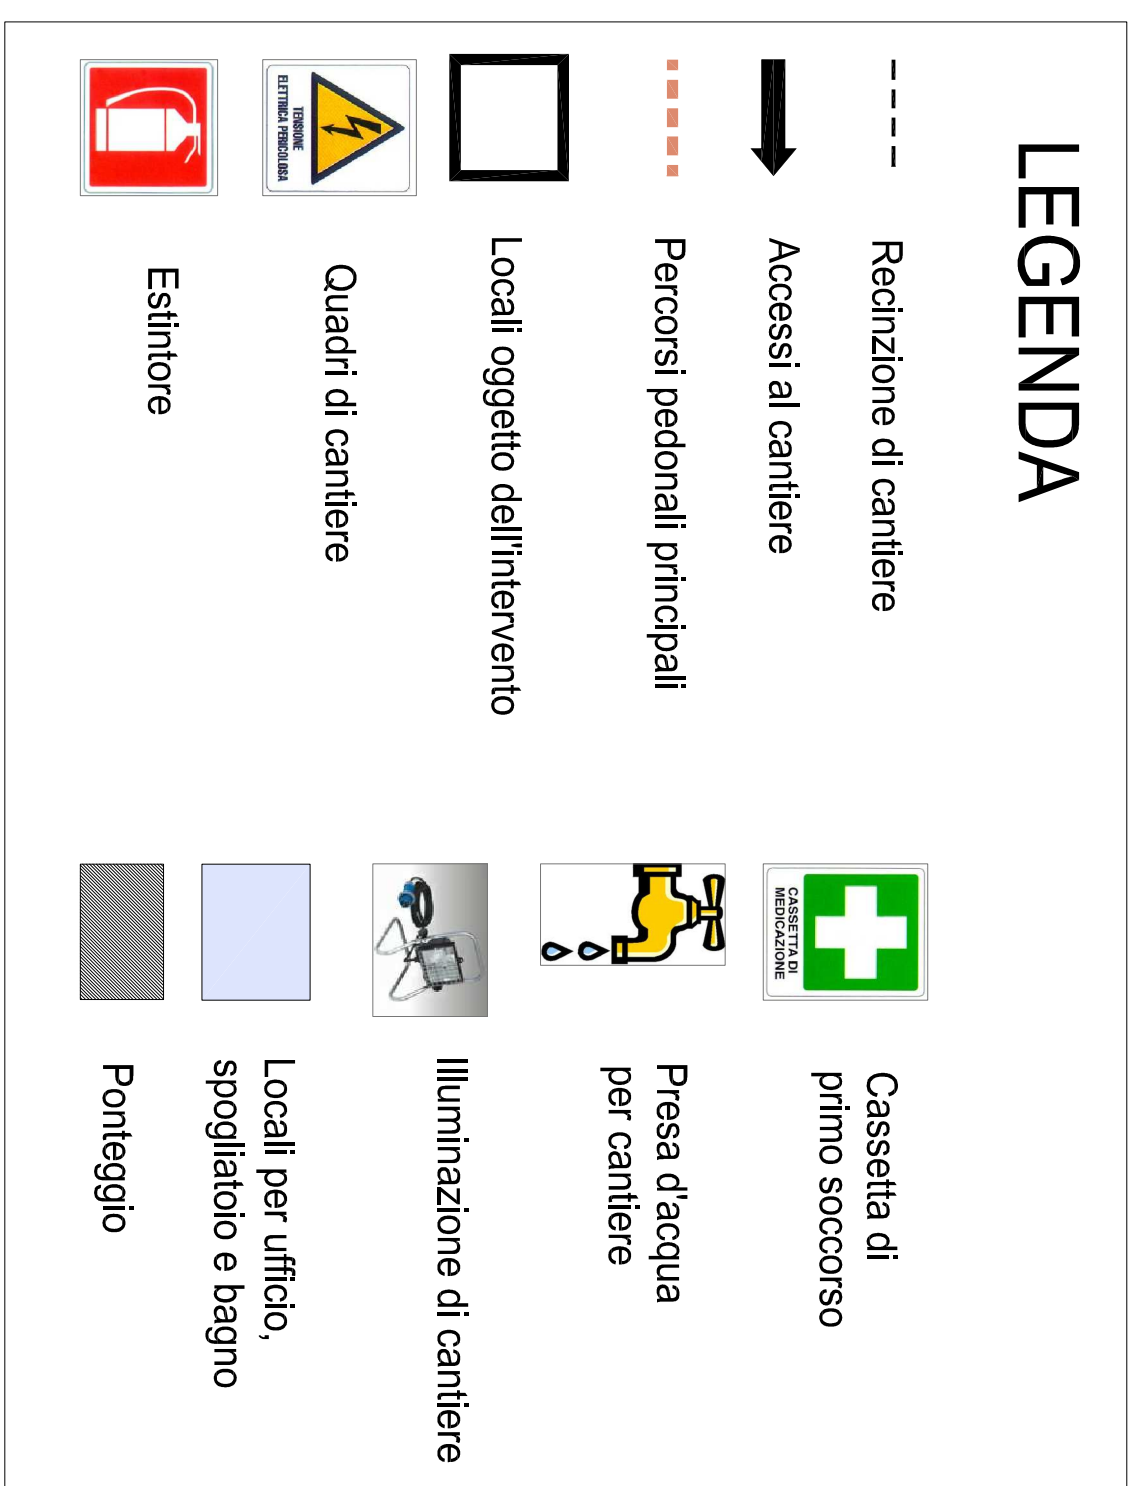 LEGENDA
Recinzione di cantiere
Accessi al cantiere
Percorsi pedonali principali
Locali oggetto dell'intervento
TENSIONE
ELETTRICA PERICOLOSA
Quadri di cantiere
Estintore
CASSETTA DI
MEDICAZIONE
Cassetta di
primo soccorso
Presa d'acqua
per cantiere
Illuminazione di cantiere
Locali per ufficio,
spogliatoio e bagno
Ponteggio